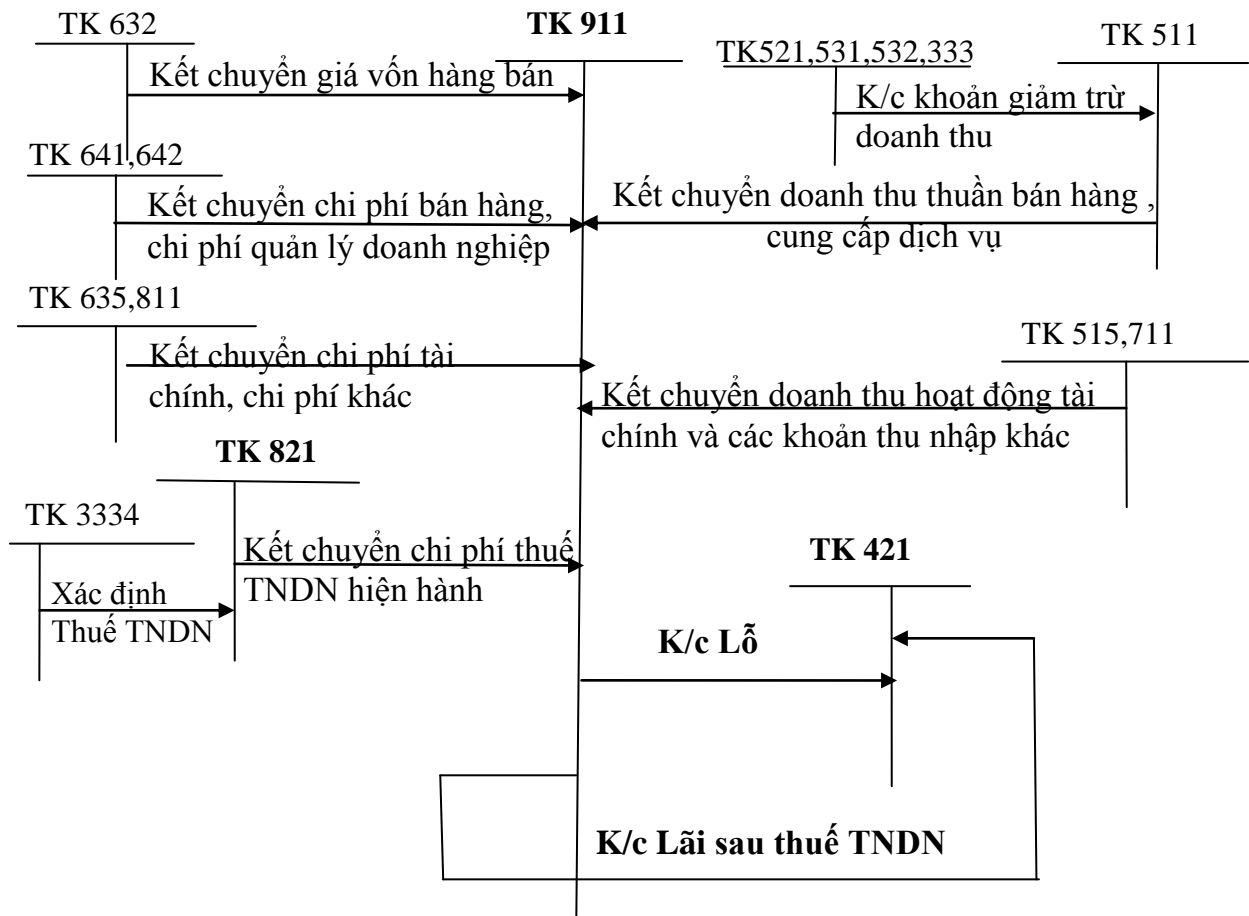 TK 632
TK 911
TK521,531,532,333
TK 511
Kết chuyển giá vốn hàng bán
K/c khoản giảm trừ
doanh thu
TK 641,642
Kết chuyển chi phí bán hàng,
chi phí quản lý doanh nghiệp
Kết chuyển doanh thu thuần bán hàng ,
cung cấp dịch vụ
TK 635,811
TK 515,711
Kết chuyển chi phí tài
chính, chi phí khác
Kết chuyển doanh thu hoạt động tài
chính và các khoản thu nhập khác
TK 821
TK 3334
Kết chuyển chi phí thuế
TNDN hiện hành
TK 421
Xác định
Thuế TNDN
K/c Lỗ
K/c Lãi sau thuế TNDN